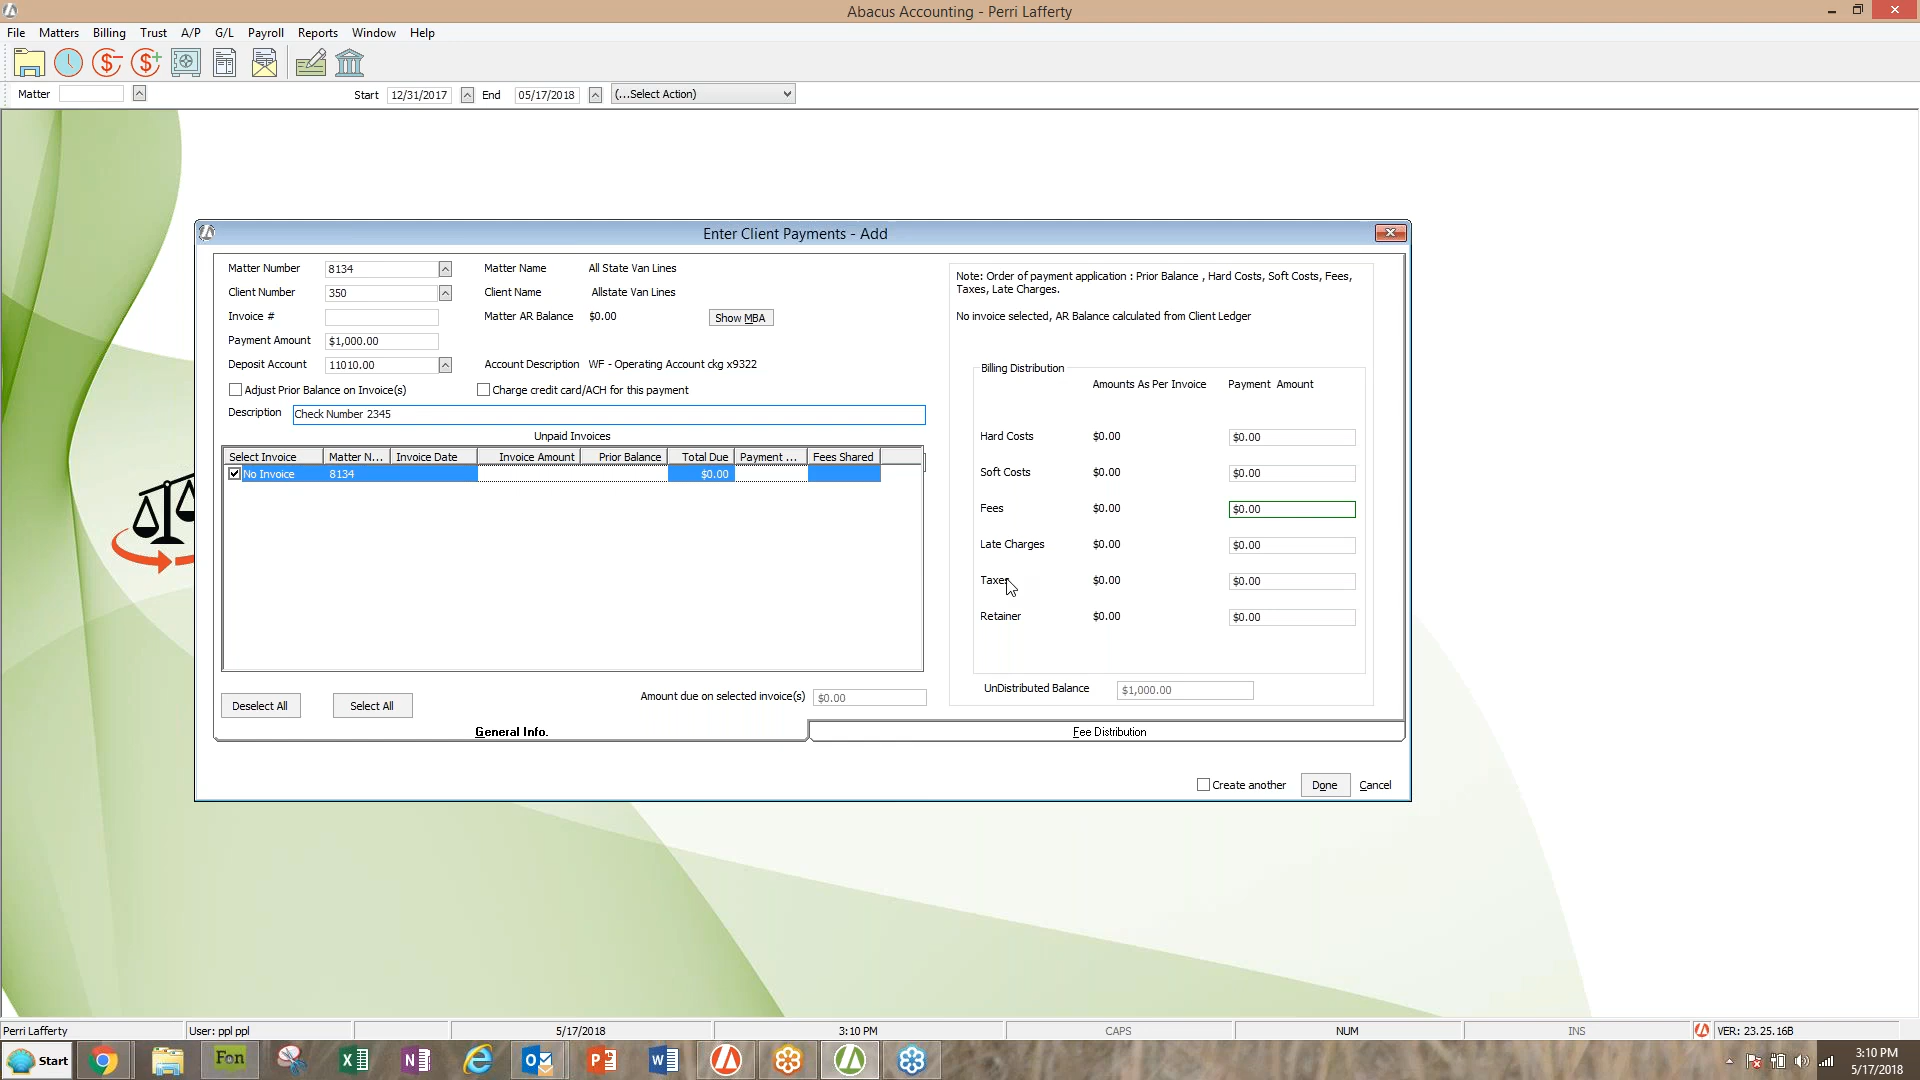 Abacus Accounting - Perri Lafferty
File Matters Billing Trust A/P G/L Payroll Reports Window Help
Matter Start 12/31/2017 End 05/17/2018 (...Select Action)
Enter Client Payments - Add
Matter Number 8134 Matter Name All State Van Lines
Client Number 350 Client Name Allstate Van Lines
Invoice # Matter AR Balance $0.00 Show MBA
Payment Amount $1,000.00
Deposit Account 11010.00 Account Description WF - Operating Account ckg x9322
Adjust Prior Balance on Invoice(s) Charge credit card/ACH for this payment
Description Check Number 2345
Unpaid Invoices
Select Invoice Matter N... Invoice Date Invoice Amount Prior Balance Total Due Payment ... Fees Shared
No Invoice 8134 $0.00
Deselect All Select All Amount due on selected invoice(s) $0.00
General Info. Fee Distribution
Note: Order of payment application : Prior Balance , Hard Costs, Soft Costs, Fees,
Taxes, Late Charges.
No invoice selected, AR Balance calculated from Client Ledger
Billing Distribution
Amounts As Per Invoice Payment Amount
Hard Costs $0.00 $0.00
Soft Costs $0.00 $0.00
Fees $0.00 $0.00
Late Charges $0.00 $0.00
Taxes $0.00 $0.00
Retainer $0.00 $0.00
UnDistributed Balance $1,000.00
Create another Done Cancel
Perri Lafferty User: ppl ppl 5/17/2018 3:10 PM CAPS NUM INS VER: 23.25.16B
Start Fon 3:10 PM
5/17/2018